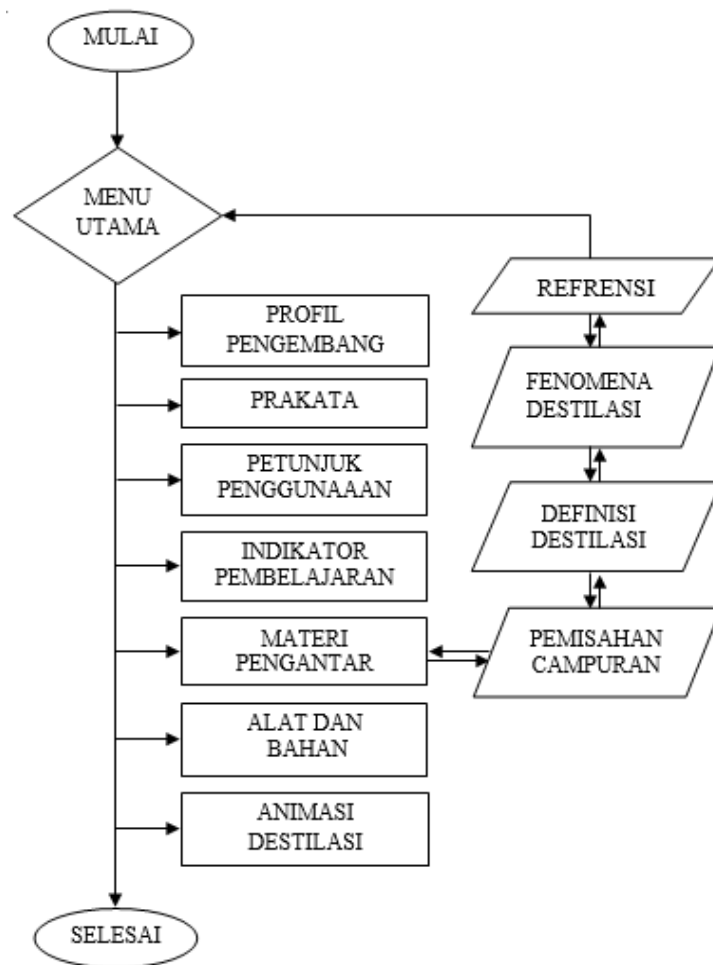 MULAI
MENU
UTAMA
REFRENSI
PROFIL
PENGEMBANG
FENOMENA
DESTILASI
PRAKATA
PETUNJUK
PENGGUNAAAN
DEFINISI
DESTILASI
INDIKATOR
PEMBELAJARAN
MATERI
PENGANTAR
PEMISAHAN
CAMPURAN
ALAT DAN
BAHAN
ANIMASI
DESTILASI
SELESAI